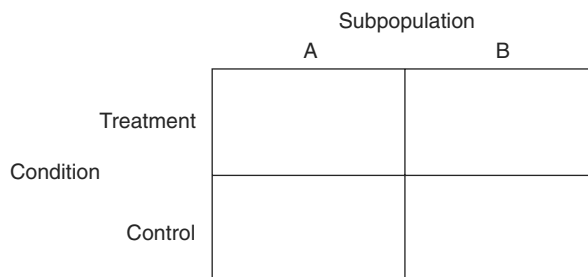 Subpopulation
A B
Treatment
Condition
Control